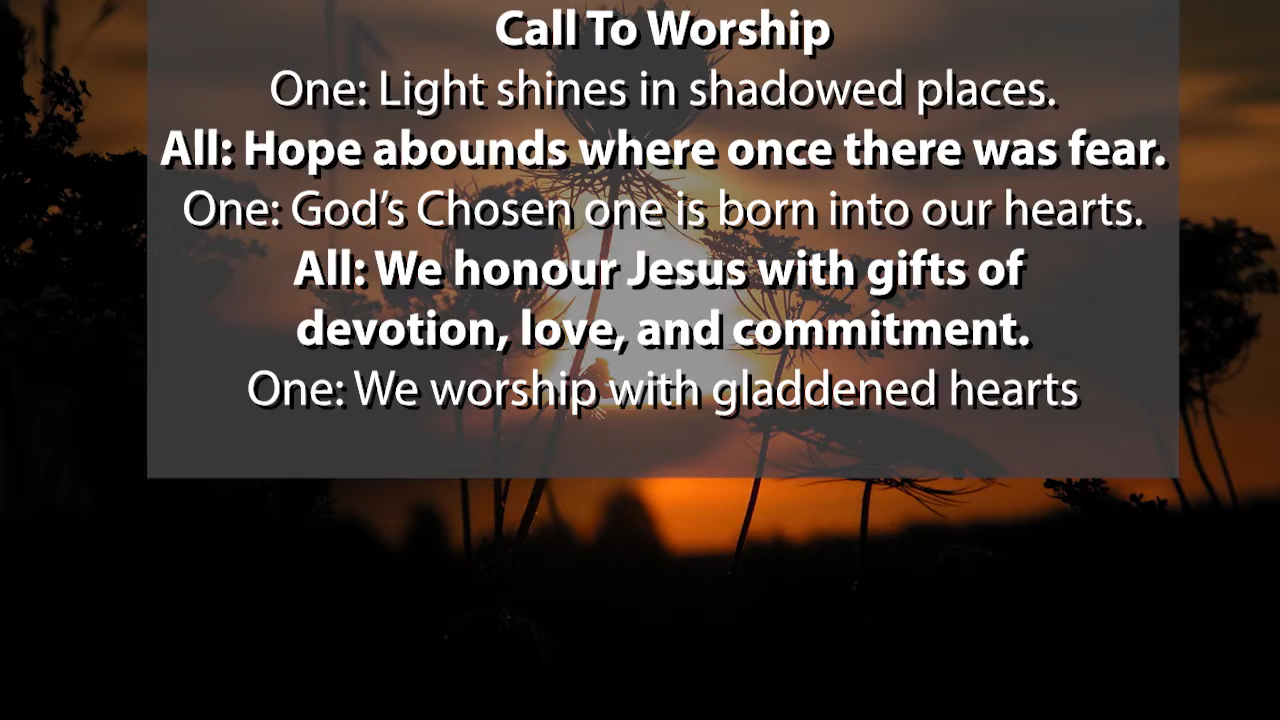 Call To Worship
One: Light shines in shadowed places.
All: Hope abounds where once there was fear.
One: God’s Chosen one is born into our hearts.
All: We honour Jesus with gifts of
devotion, love, and commitment.
One: We worship with gladdened hearts